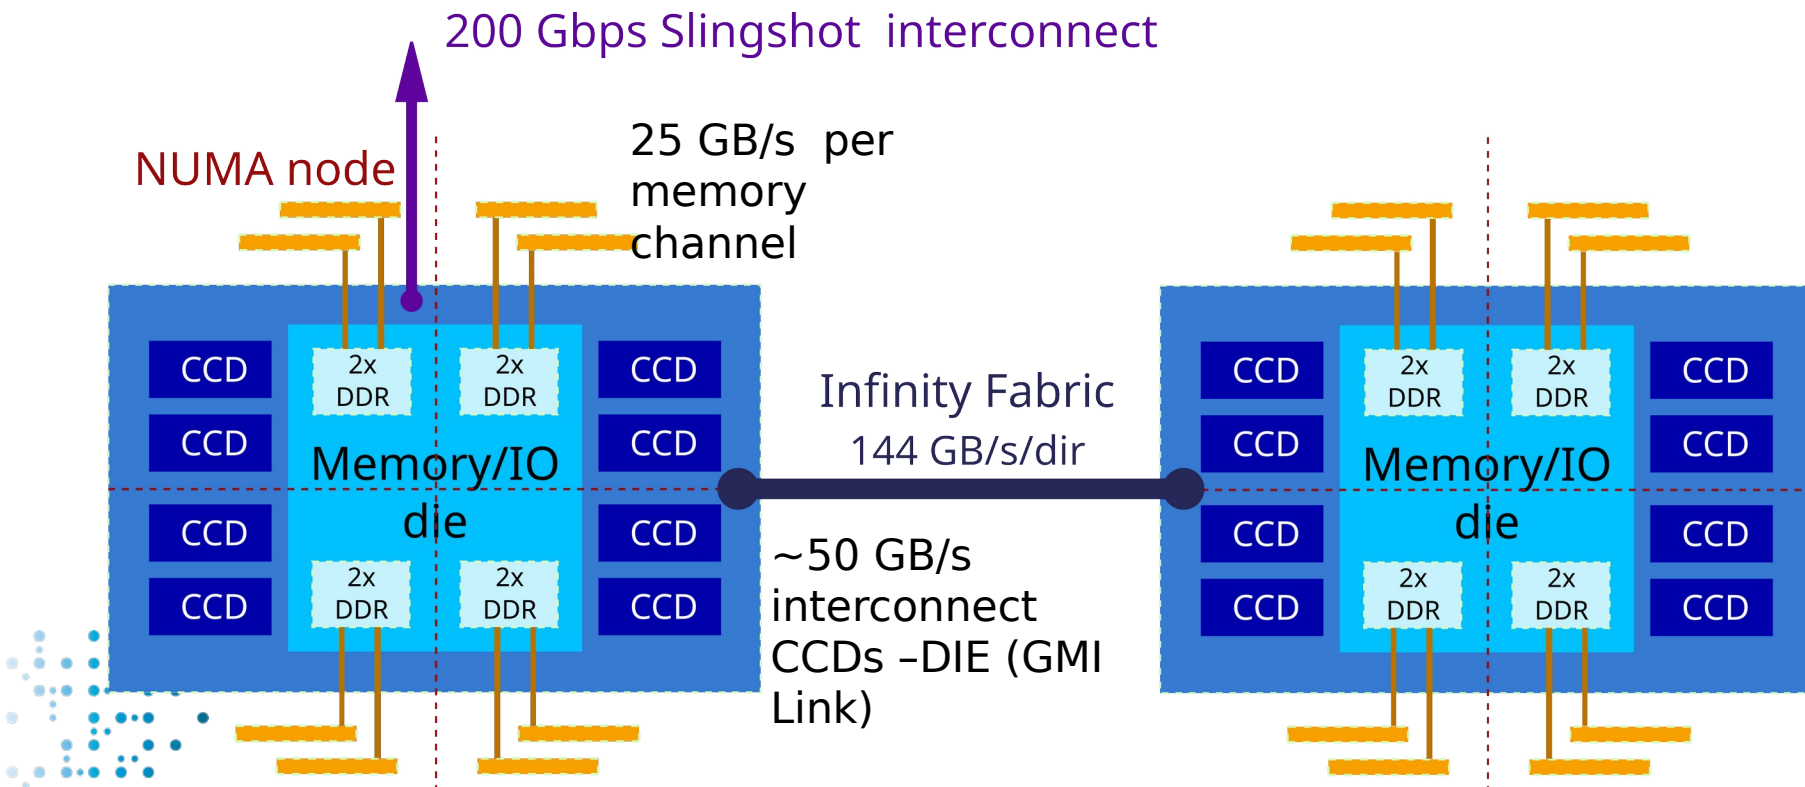 200 Gbps Slingshot  interconnect
NUMA node
25 GB/s  per
memory
channel
CCD
2x
DDR
2x
DDR
CCD
CCD
CCD
Memory/IO
die
CCD
CCD
CCD
2x
DDR
2x
DDR
CCD
Infinity Fabric
144 GB/s/dir
~50 GB/s
interconnect
CCDs –DIE (GMI
Link)
CCD
2x
DDR
2x
DDR
CCD
CCD
CCD
Memory/IO
die
CCD
CCD
CCD
2x
DDR
2x
DDR
CCD